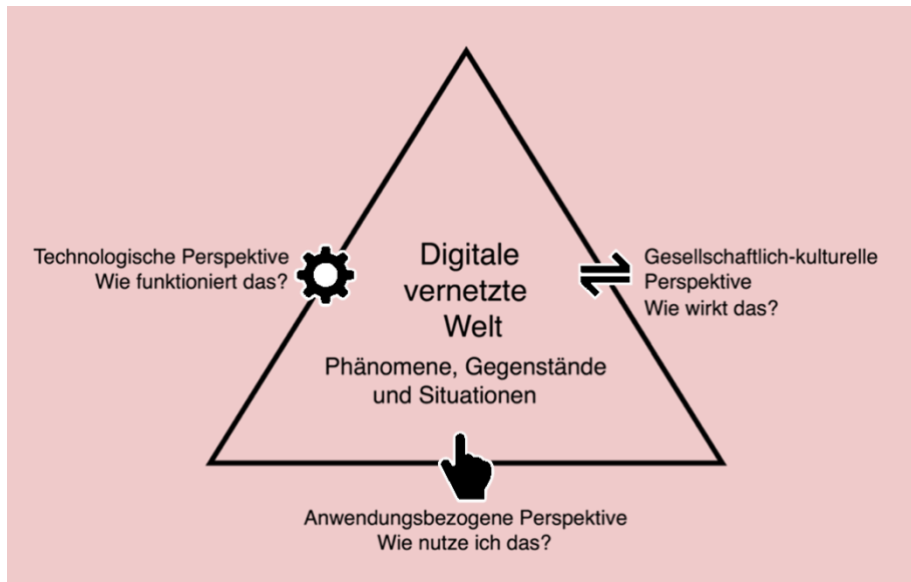 Technologische Perspektive
Wie funktioniert das?
Digitale
vernetzte
Welt
Phänomene, Gegenstände
und Situationen
Gesellschaftlich-kulturelle
Perspektive
Wie wirkt das?
Anwendungsbezogene Perspektive
Wie nutze ich das?